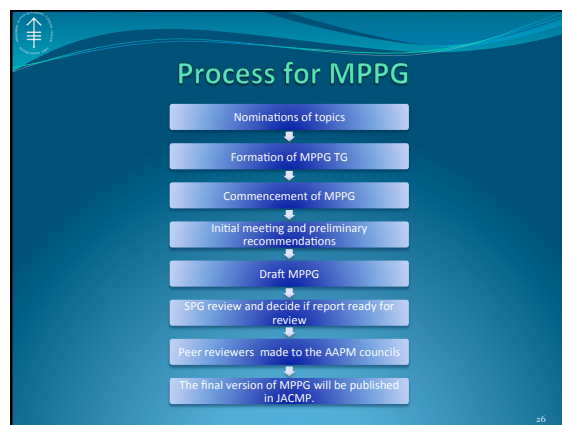 Process for MPPG
Nominations of topics
Formation of MPPG TG
Commencement of MPPG
Initial meeting and preliminary
recommendations
Draft MPPG
SPG review and decide if report ready for
review
Peer reviewers made to the AAPM councils
The final version of MPPG will be published
in JACMP.
26